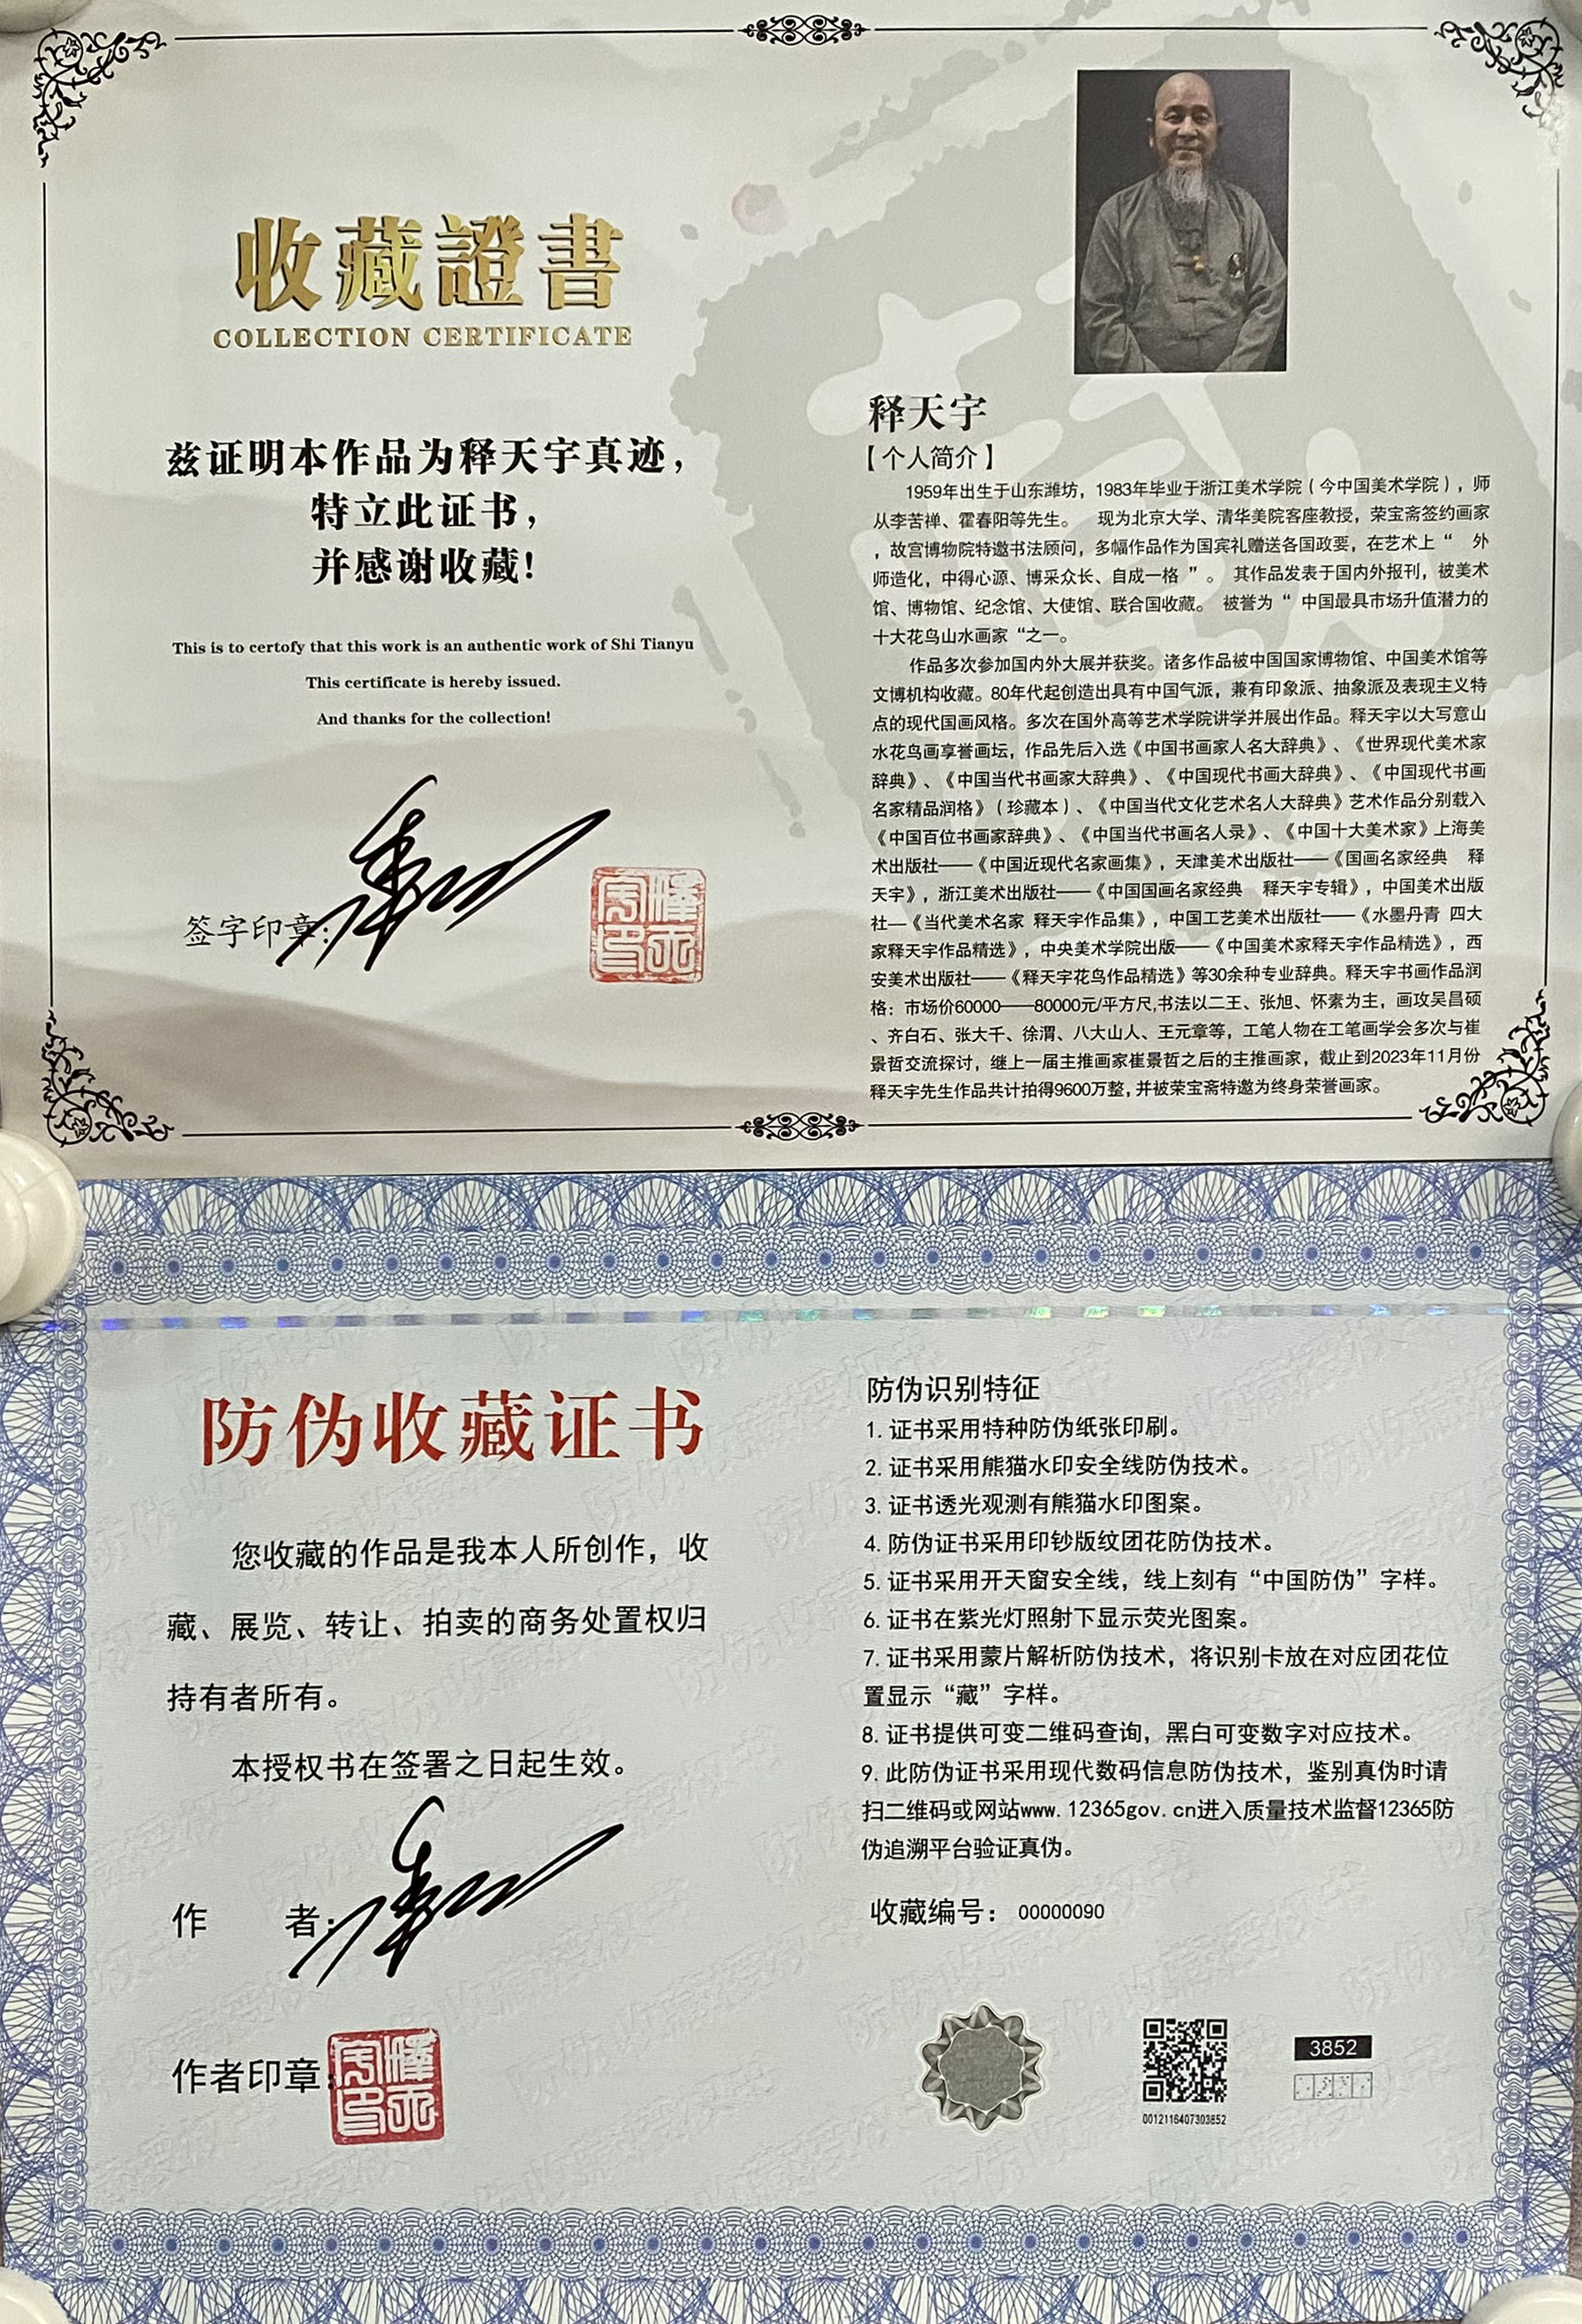 收藏證書
COLLECTION CERTIFICATE
兹证明本作品为释天宇真迹，
特立此证书，
并感谢收藏！
This is to certofy that this work is an authentic work of Shi Tianyu
This certificate is hereby issued.
And thanks for the collection!
签字印章：
释天宇
【个人简介】
1959年出生于山东潍坊，1983年毕业于浙江美术学院（今中国美术学院），师
从李苦禅、霍春阳等先生。 现为北京大学、清华美院客座教授，荣宝斋签约画家
，故宫博物院特邀书法顾问，多幅作品作为国宾礼赠送各国政要，在艺术上“ 外
师造化，中得心源、博采众长、自成一格 ”。 其作品发表于国内外报刊，被美术
馆、博物馆、纪念馆、大使馆、联合国收藏。 被誉为“ 中国最具市场升值潜力的
十大花鸟山水画家 “之一。
作品多次参加国内外大展并获奖。诸多作品被中国国家博物馆、中国美术馆等
文博机构收藏。80年代起创造出具有中国气派，兼有印象派、抽象派及表现主义特
点的现代国画风格。多次在国外高等艺术学院讲学并展出作品。释天宇以大写意山
水花鸟画享誉画坛，作品先后入选《中国书画家人名大辞典》、《世界现代美术家
辞典》、《中国当代书画家大辞典》、《中国现代书画大辞典》、《中国现代书画
名家精品润格》（珍藏本）、《中国当代文化艺术名人大辞典》艺术作品分别载入
《中国百位书画家辞典》、《中国当代书画名人录》、《中国十大美术家》上海美
术出版社——《中国近现代名家画集》，天津美术出版社——《国画名家经典 释
天宇》，浙江美术出版社——《中国国画名家经典 释天宇专辑》，中国美术出版
社—《当代美术名家 释天宇作品集》，中国工艺美术出版社——《水墨丹青 四大
家释天宇作品精选》，中央美术学院出版——《中国美术家释天宇作品精选》，西
安美术出版社——《释天宇花鸟作品精选》等30余种专业辞典。释天宇书画作品润
格：市场价60000——80000元/平方尺,书法以二王、张旭、怀素为主，画攻吴昌硕
、齐白石、张大千、徐渭、八大山人、王元章等，工笔人物在工笔画学会多次与崔
景哲交流探讨，继上一届主推画家崔景哲之后的主推画家，截止到2023年11月份
释天宇先生作品共计拍得9600万整，并被荣宝斋特邀为终身荣誉画家。
防伪收藏证书
您收藏的作品是我本人所创作，收
藏、展览、转让、拍卖的商务处置权归
持有者所有。
本授权书在签署之日起生效。
作 者：
作者印章：
防伪识别特征
1.证书采用特种防伪纸张印刷。
2.证书采用熊猫水印安全线防伪技术。
3.证书透光观测有熊猫水印图案。
4.防伪证书采用印钞版纹团花防伪技术。
5.证书采用开天窗安全线，线上刻有“中国防伪”字样。
6.证书在紫光灯照射下显示荧光图案。
7.证书采用蒙片解析防伪技术，将识别卡放在对应团花位
置显示“藏”字样。
8.证书提供可变二维码查询，黑白可变数字对应技术。
9.此防伪证书采用现代数码信息防伪技术，鉴别真伪时请
扫二维码或网站www.12365gov.cn进入质量技术监督12365防
伪追溯平台验证真伪。
收藏编号： 00000090
3852
0012116407303852